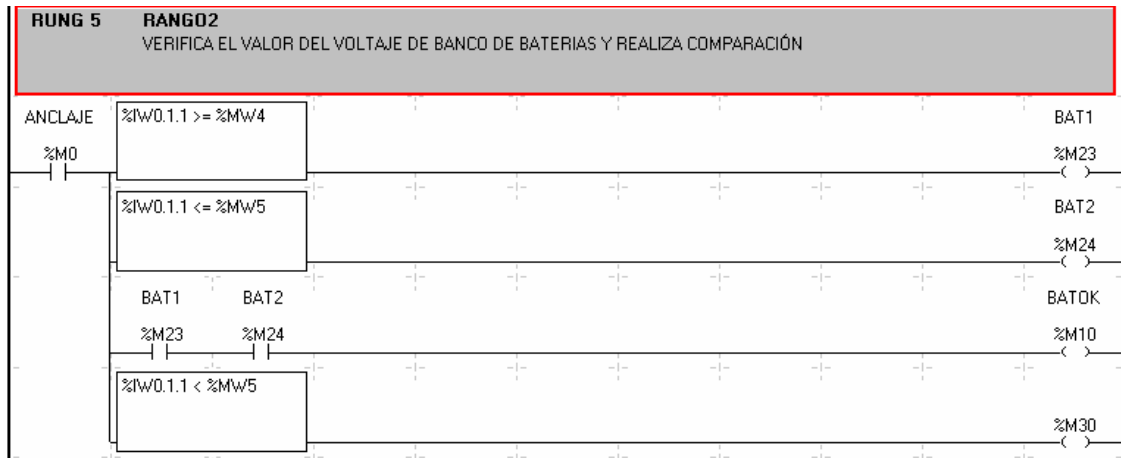 RUNG 5 RANGO2
VERIFICA EL VALOR DEL VOLTAJE DE BANCO DE BATERIAS Y REALIZA COMPARACIÓN
ANCLAJE %IW0.1.1 >= %MW4 BAT1
%M0 %M23
%IW0.1.1 <= %MW5 BAT2
%M24
BAT1 BAT2 BATOK
%M23 %M24 %M10
%IW0.1.1 < %MW5
%M30